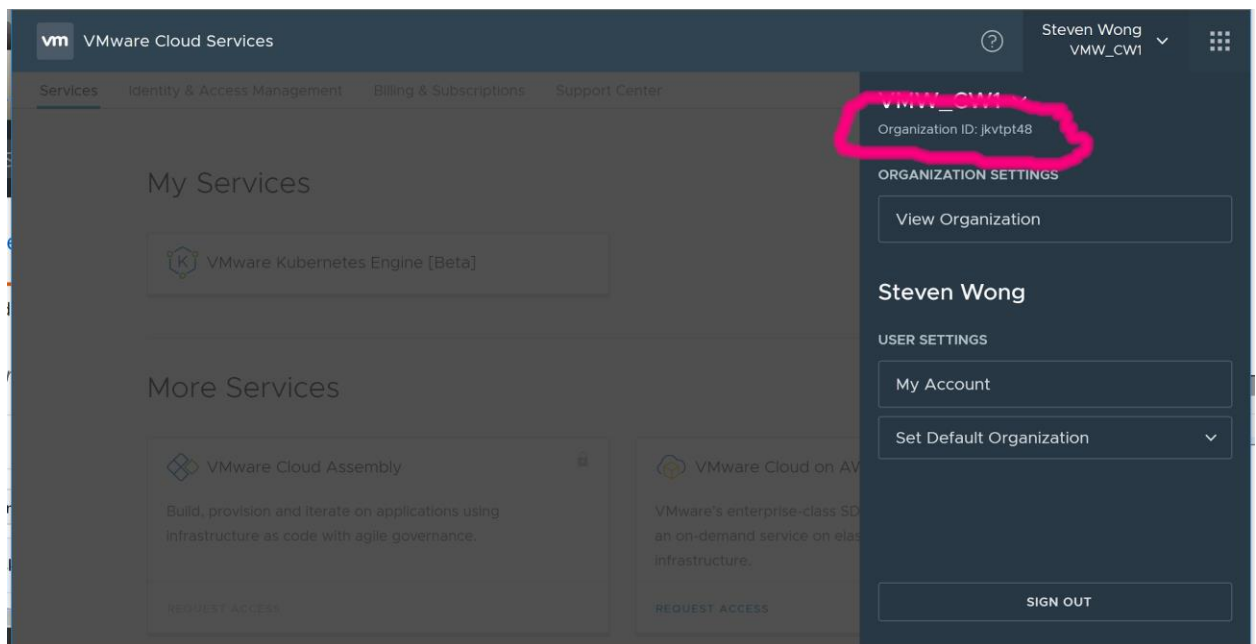 vm VMware Cloud Services
Steven Wong
VMW_CW1
Services Identity & Access Management Billing & Subscriptions Support Center
VMW_CW1
Organization ID: jkvtpt48
ORGANIZATION SETTINGS
View Organization
My Services
VMware Kubernetes Engine [Beta]
Steven Wong
USER SETTINGS
My Account
Set Default Organization
More Services
VMware Cloud Assembly
Build, provision and iterate on applications using
infrastructure as code with agile governance.
REQUEST ACCESS
VMware Cloud on
VMware's enterprise-class
an on-demand service on
infrastructure.
REQUEST ACCESS
SIGN OUT